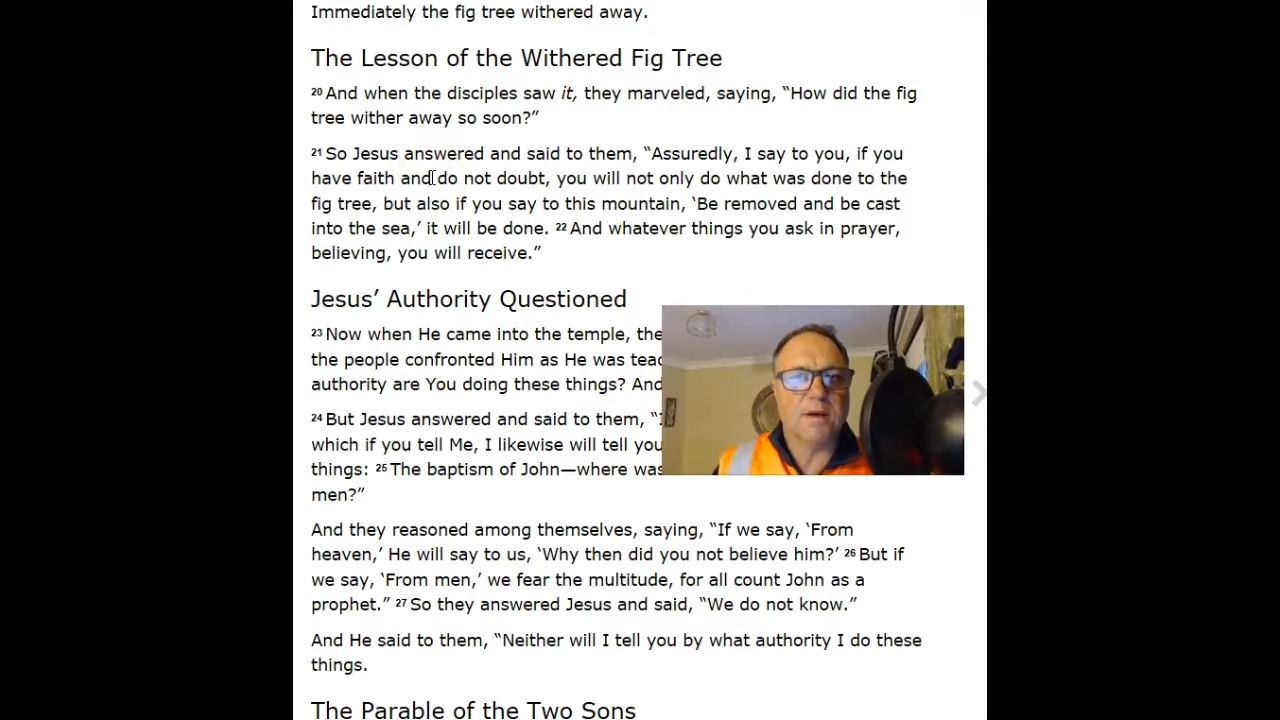 Immediately the fig tree withered away.
The Lesson of the Withered Fig Tree
20 And when the disciples saw it, they marveled, saying, “How did the fig
tree wither away so soon?”
21 So Jesus answered and said to them, “Assuredly, I say to you, if you
have faith and do not doubt, you will not only do what was done to the
fig tree, but also if you say to this mountain, ‘Be removed and be cast
into the sea,’ it will be done. 22 And whatever things you ask in prayer,
believing, you will receive.”
Jesus’ Authority Questioned
23 Now when He came into the temple, the
the people confronted Him as He was
authority are You doing these things? And
24 But Jesus answered and said to them,
which if you tell Me, I likewise will tell you
things: 25 The baptism of John—where was
men?”
And they reasoned among themselves, saying, “If we say, ‘From
heaven,’ He will say to us, ‘Why then did you not believe him?’ 26 But if
we say, ‘From men,’ we fear the multitude, for all count John as a
prophet.” 27 So they answered Jesus and said, “We do not know.”
And He said to them, “Neither will I tell you by what authority I do these
things.
The Parable of the Two Sons